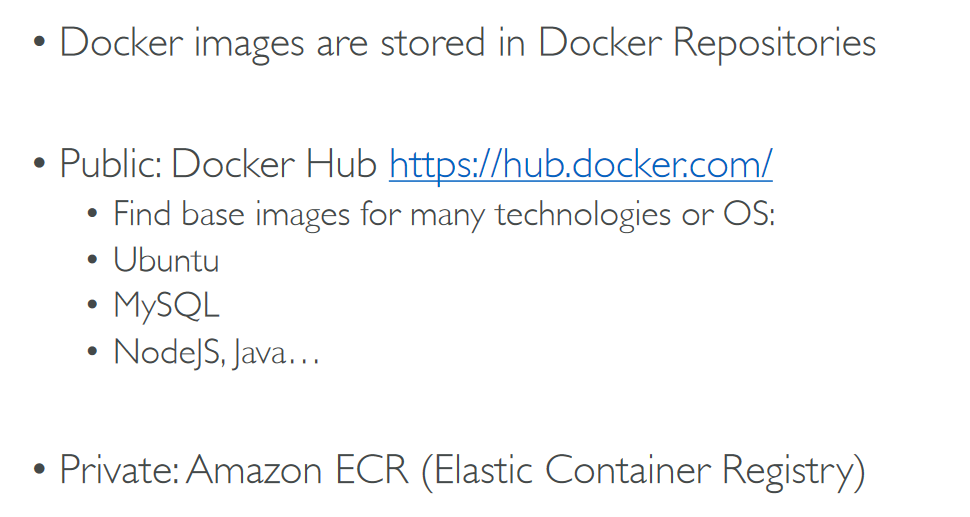 • Docker images are stored in Docker Repositories
• Public: Docker Hub https://hub.docker.com/
• Find base images for many technologies or OS:
• Ubuntu
• MySQL
• NodeJS, Java…
• Private: Amazon ECR (Elastic Container Registry)